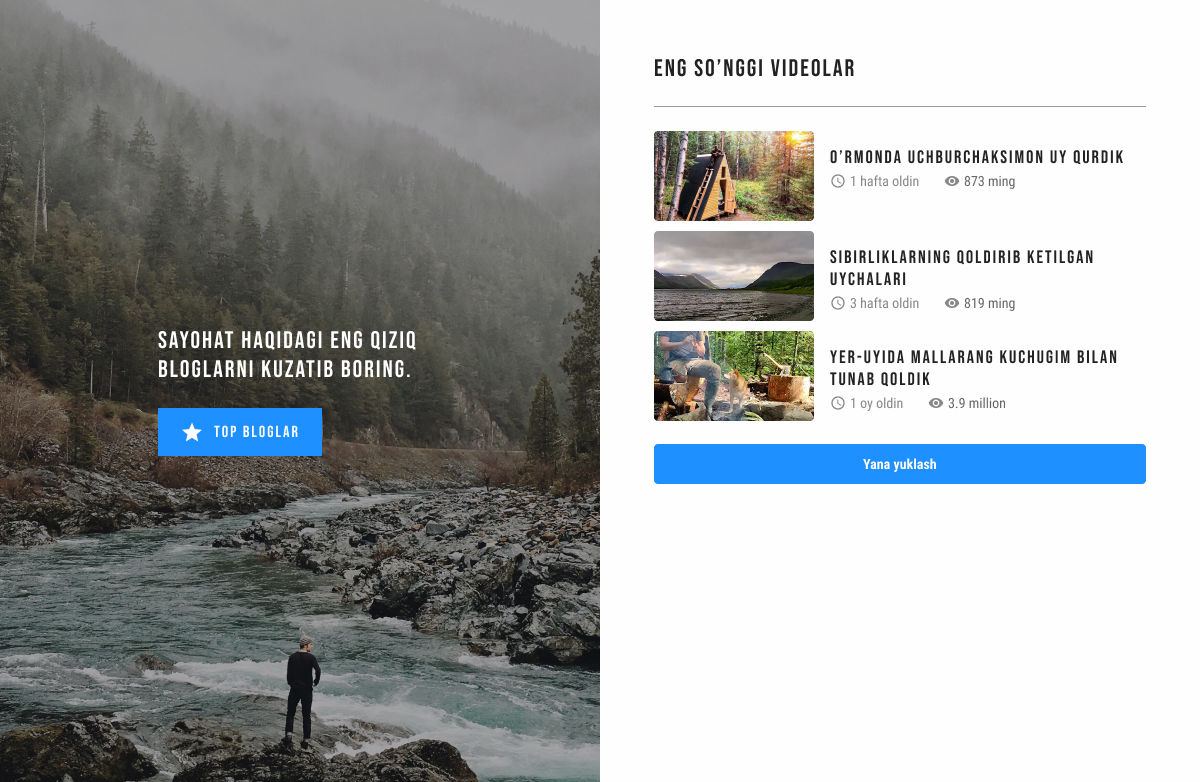 SAYOHAT HAQIDAGI ENG QIZIQ
BLOGLARNI KUZATIB BORING.
TOP BLOGLAR
ENG SO’NGGI VIDEOLAR
O’RMONDA UCHBURCHAKSIMON UY QURDIK
1 hafta oldin 873 ming
SIBIRLIKLARNING QOLDIRIB KETILGAN
UYCHALARI
3 hafta oldin 819 ming
YER-UYIDA MALLARANG KUCHUGIM BILAN
TUNAB QOLDIK
1 oy oldin 3.9 million
Yana yuklash